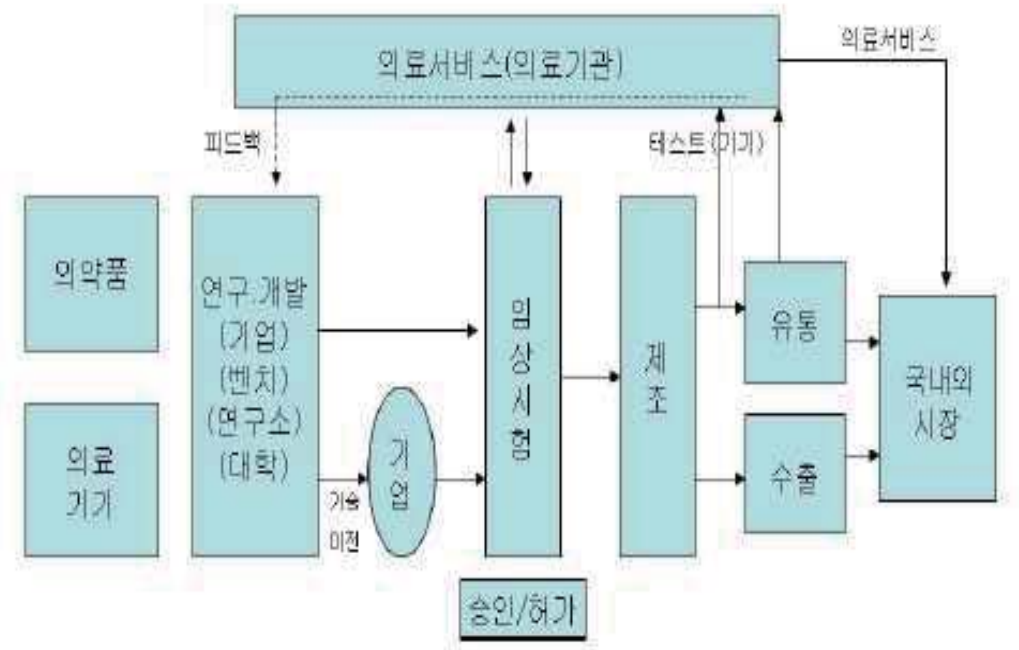 의료서비스(의료기관)
의료서비스
피드백
테스트(기기)
의약품
의료
기기
연구.개발
(기업)
(벤치)
(연구소)
(대학)
기술
이전
기
업
임
상
시
험
제
조
유통
수출
국내외
시장
승인/허가